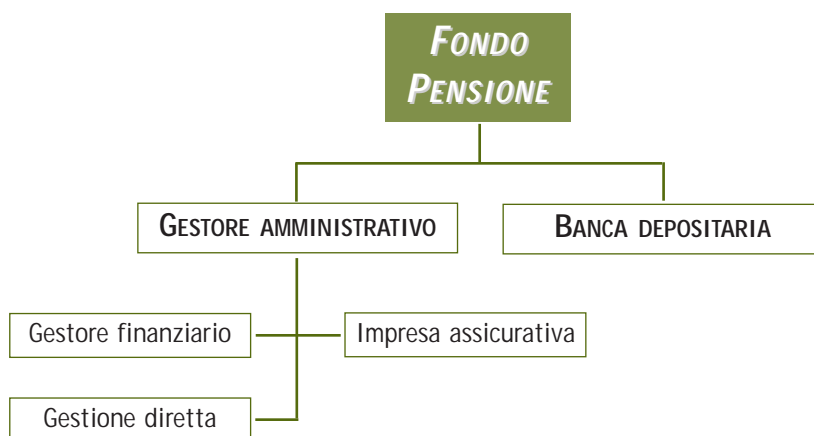 FONDO
PENSIONE
GESTORE AMMINISTRATIVO
BANCA DEPOSITARIA
Gestore finanziario
Impresa assicurativa
Gestione diretta